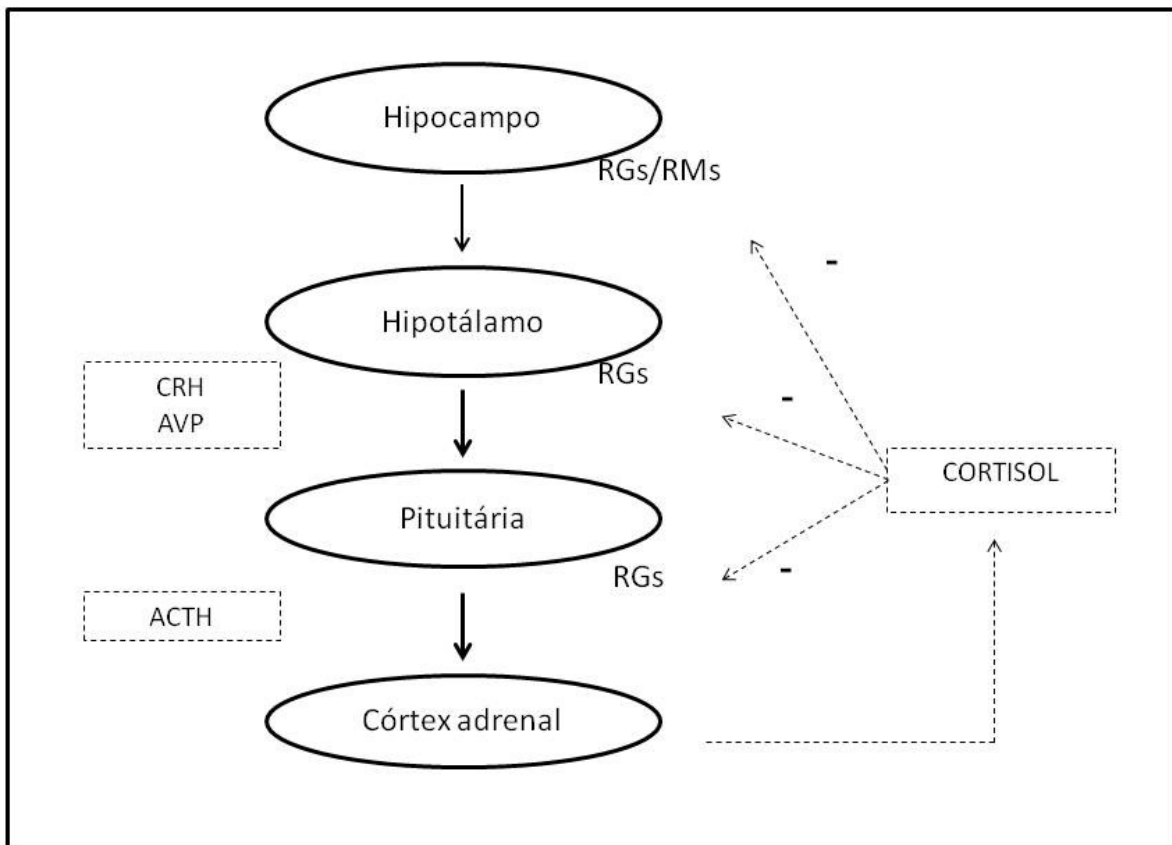 Hipocampo
RGs/RMs
Hipotálamo
RGs
CRH
AVP
-
-
CORTISOL
Pituitária
RGs
-
ACTH
Córtex adrenal